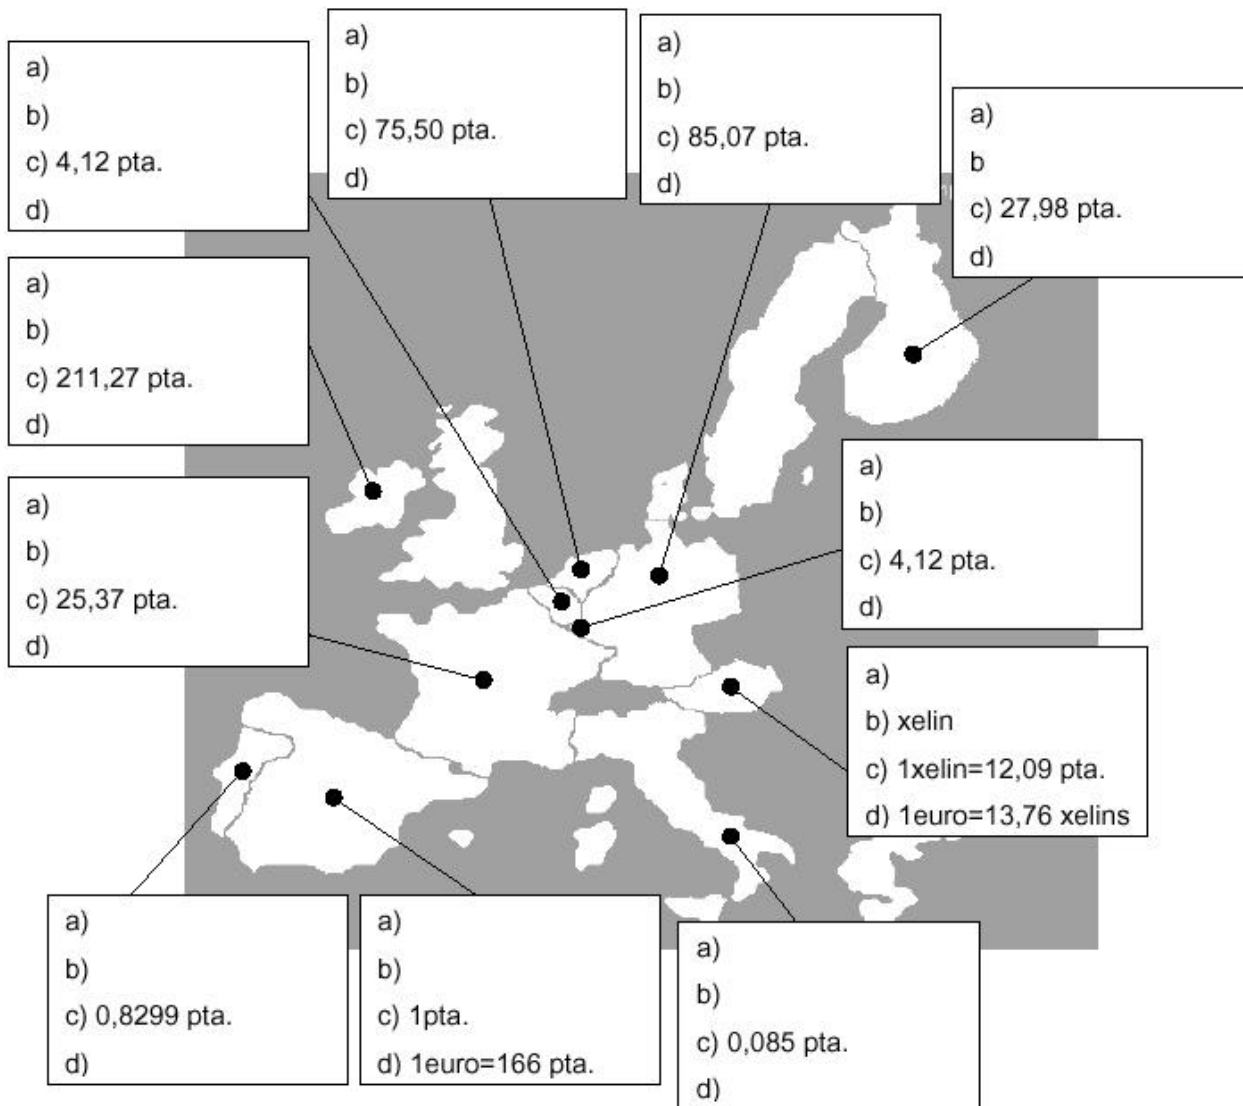 a)
b)
c) 4,12 pta.
d)
a)
b)
c) 75,50 pta.
d)
a)
b)
c) 85,07 pta.
d)
a)
b
c) 27,98 pta.
d)
a)
b)
c) 211,27 pta.
d)
a)
b)
c) 25,37 pta.
d)
a)
b)
c) 4,12 pta.
d)
a)
b) xelin
c) 1xelin=12,09 pta.
d) 1euro=13,76 xelins
a)
b)
c) 0,8299 pta.
d)
a)
b)
c) 1pta.
d) 1euro=166 pta.
a)
b)
c) 0,085 pta.
d)